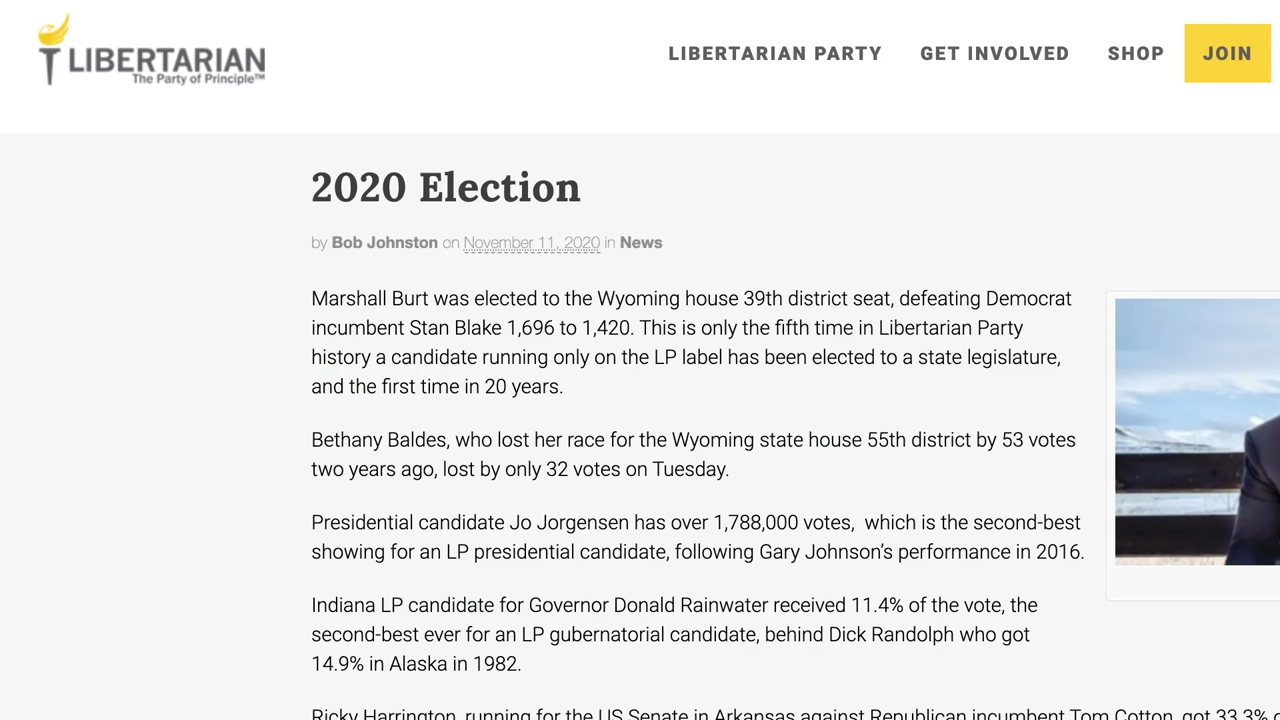 LIBERTARIAN
The Party of Principle™
LIBERTARIAN PARTY GET INVOLVED SHOP JOIN
2020 Election
by Bob Johnston on November 11, 2020 in News
Marshall Burt was elected to the Wyoming house 39th district seat, defeating Democrat
incumbent Stan Blake 1,696 to 1,420. This is only the fifth time in Libertarian Party
history a candidate running only on the LP label has been elected to a state legislature,
and the first time in 20 years.
Bethany Baldes, who lost her race for the Wyoming state house 55th district by 53 votes
two years ago, lost by only 32 votes on Tuesday.
Presidential candidate Jo Jorgensen has over 1,788,000 votes,  which is the second-best
showing for an LP presidential candidate, following Gary Johnson’s performance in 2016.
Indiana LP candidate for Governor Donald Rainwater received 11.4% of the vote, the
second-best ever for an LP gubernatorial candidate, behind Dick Randolph who got
14.9% in Alaska in 1982.
Ricky Harrington, running for the US Senate in Arkansas against Republican incumbent Tom Cotton, got 33.3%